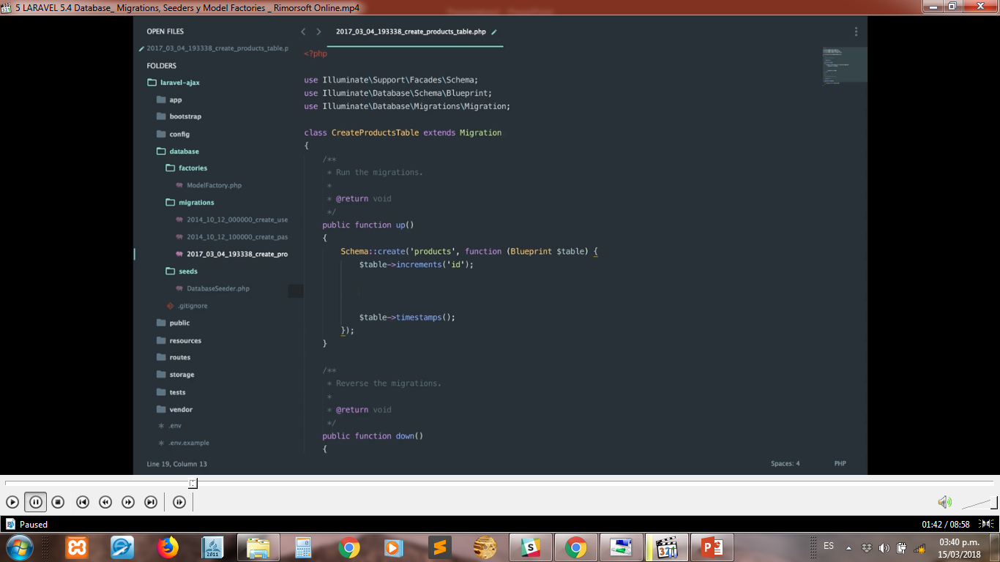 5 LARAVEL 5.4 Database_ Migrations, Seeders y Model Factories _ Rimorsoft Online.mp4
OPEN FILES
2017_03_04_193338_create_products_table.p
FOLDERS
laravel-ajax
app
bootstrap
config
database
factories
ModelFactory.php
migrations
2014_10_12_000000_create_use
2014_10_12_100000_create_pas
2017_03_04_193338_create_pro
seeds
DatabaseSeeder.php
.gitignore
public
resources
routes
storage
tests
vendor
.env
.env.example
2017_03_04_193338_create_products_table.php
<?php
use Illuminate\Support\Facades\Schema;
use Illuminate\Database\Schema\Blueprint;
use Illuminate\Database\Migrations\Migration;
class CreateProductsTable extends Migration
{
/**
* Run the migrations.
*
* @return void
*/
public function up()
{
Schema::create('products', function (Blueprint $table) {
$table->increments('id');
$table->timestamps();
});
}
/**
* Reverse the migrations.
*
* @return void
*/
public function down()
{
Line 19, Column 13
Spaces: 4
PHP
Paused
01:42 / 08:58
2011
S
321
P
ES
03:40 p.m.
15/03/2018